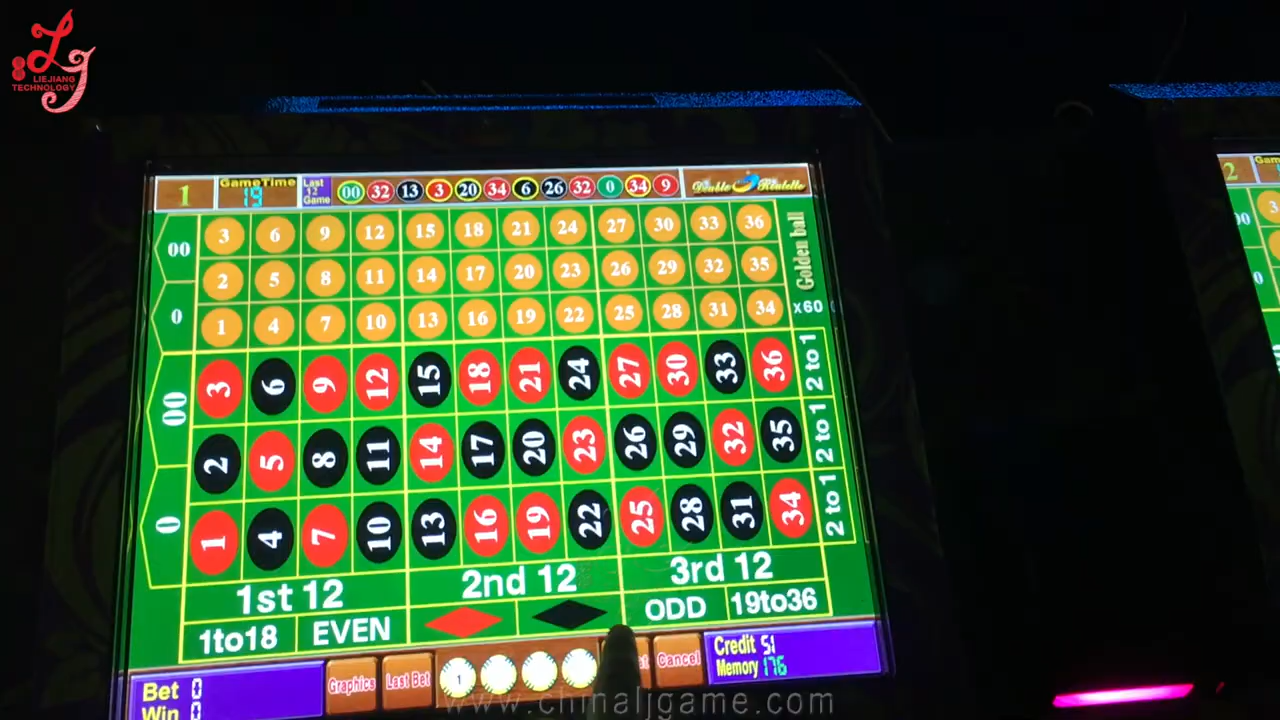 LIEJIANG
TECHNOLOGY
1
GameTime
19
Last
12
Game
00 32 13 3 20 34 6 26 32 0 34 9
Double Roulette
00 3 6 9 12 15 18 21 24 27 30 33 36
2 5 8 11 14 17 20 23 26 29 32 35
0 1 4 7 10 13 16 19 22 25 28 31 34
Golden ball
x60
00 3 6 9 12 15 18 21 24 27 30 33 36 2 to 1
2 5 8 11 14 17 20 23 26 29 32 35 2 to 1
0 1 4 7 10 13 16 19 22 25 28 31 34 2 to 1
1st 12 2nd 12 3rd 12
1to18 EVEN ODD 19to36
Bet 0
Win 0
Graphics
Last Bet
1
Cancel
Credit 51
Memory 176
www.chinaljgame.com
2